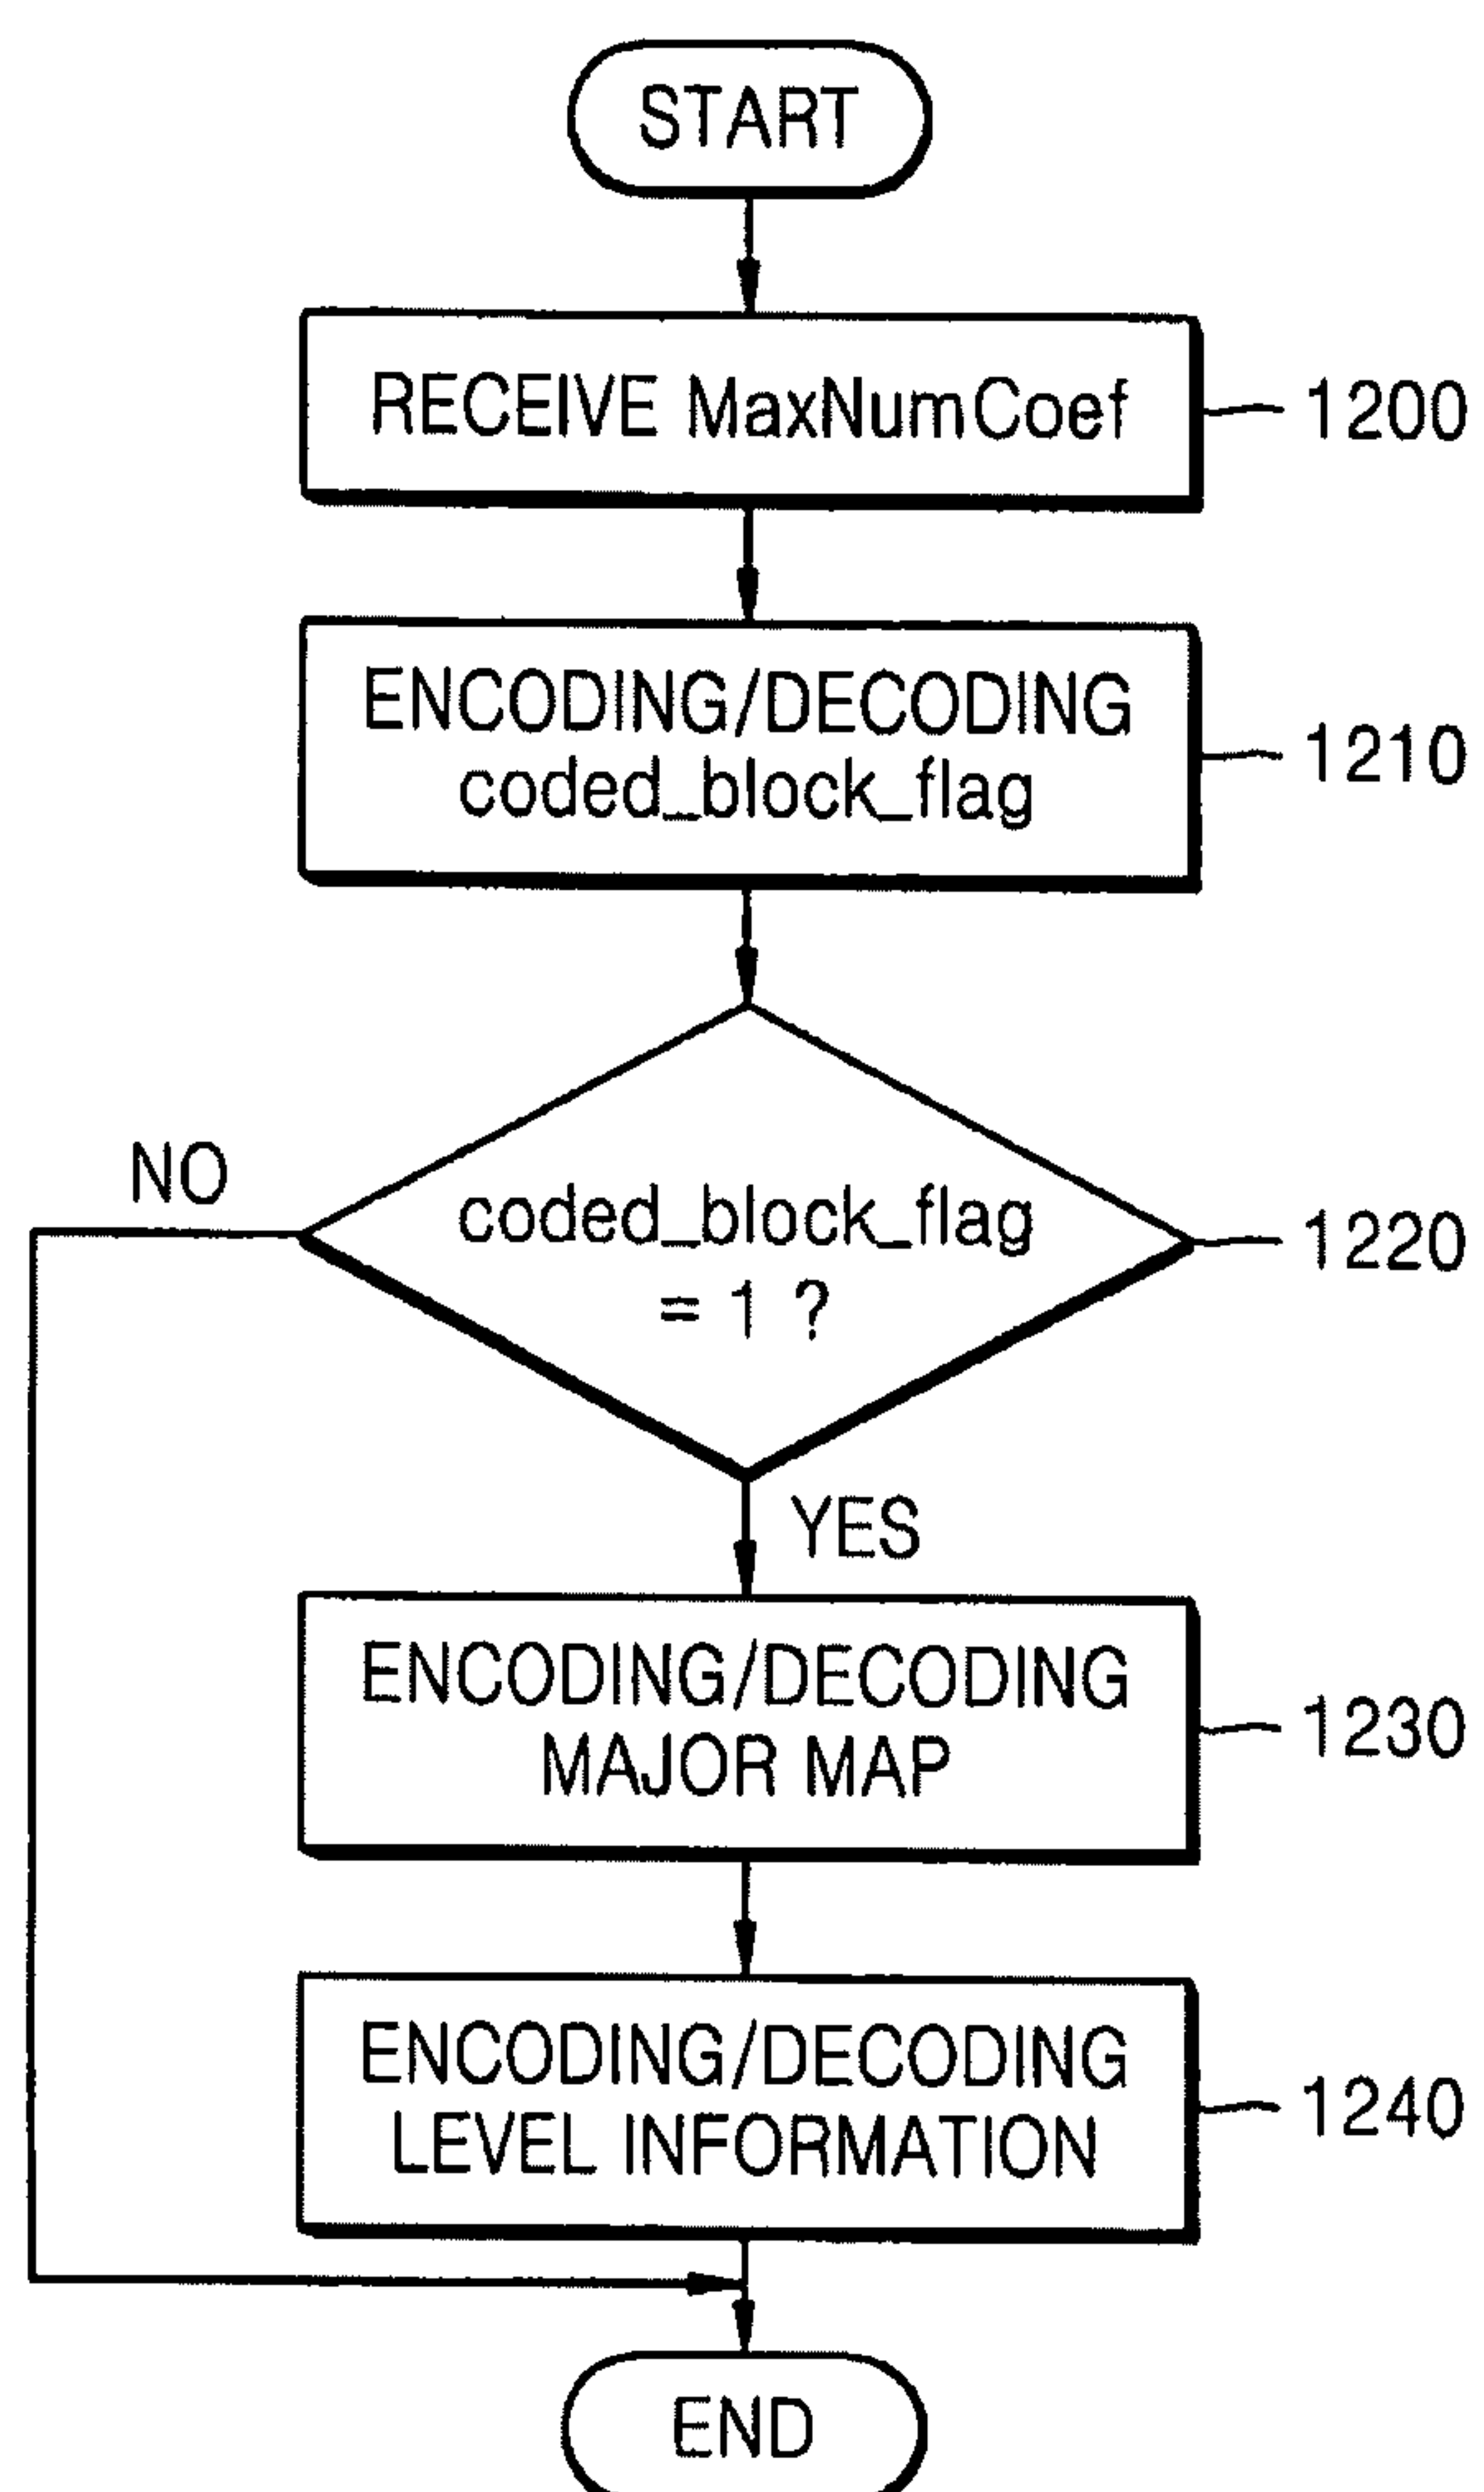 START
RECEIVE MaxNumCoef
1200
ENCODING/DECODING
coded_block_flag
1210
NO
coded_block_flag
= 1 ?
1220
YES
ENCODING/DECODING
MAJOR MAP
1230
ENCODING/DECODING
LEVEL INFORMATION
1240
END